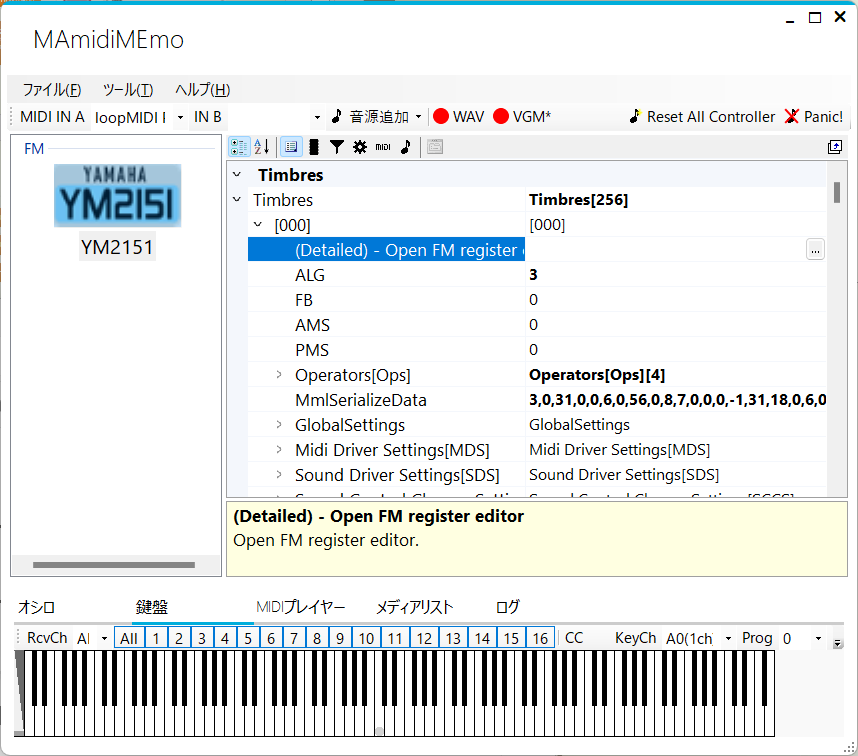 MAmidiMEmo
ファイル(F) ツール(T) ヘルプ(H)
MIDI IN A loopMIDI IN B 音源追加 WAV VGM* Reset All Controller Panic!
FM
YAMAHA
YM2151
YM2151
Timbres
Timbres Timbres[256]
[000] [000]
(Detailed) - Open FM register ...
ALG 3
FB 0
AMS 0
PMS 0
Operators[Ops] Operators[Ops][4]
MmlSerializeData 3,0,31,0,0,6,0,56,0,8,7,0,0,0,-1,31,18,0,6,0
GlobalSettings GlobalSettings
Midi Driver Settings[MDS] Midi Driver Settings[MDS]
Sound Driver Settings[SDS] Sound Driver Settings[SDS]
(Detailed) - Open FM register editor
Open FM register editor.
オシロ 鍵盤 MIDIプレイヤー メディアリスト ログ
RcvCh All 1 2 3 4 5 6 7 8 9 10 11 12 13 14 15 16 CC KeyCh A0(1ch Prog 0